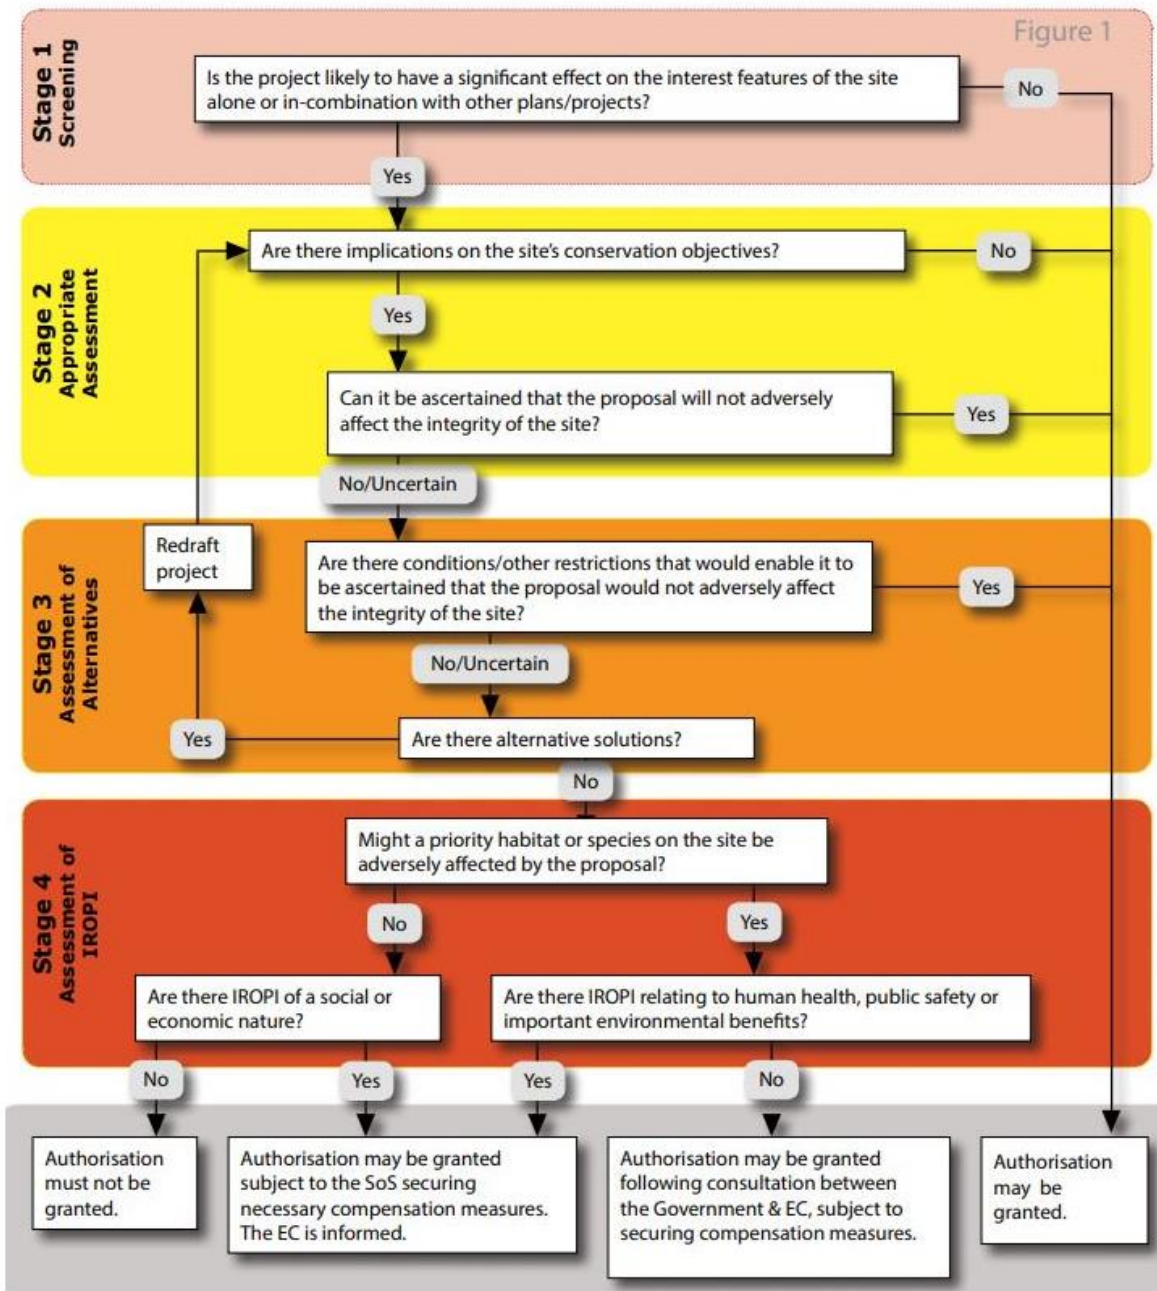 Figure 1
Stage 1
Screening
Is the project likely to have a significant effect on the interest features of the site
alone or in-combination with other plans/projects?
No
Yes
Stage 2
Appropriate
Assessment
Are there implications on the site's conservation objectives?
No
Yes
Can it be ascertained that the proposal will not adversely
affect the integrity of the site?
Yes
No/Uncertain
Stage 3
Assessment of
Alternatives
Redraft
project
Are there conditions/other restrictions that would enable it to
be ascertained that the proposal would not adversely affect
the integrity of the site?
Yes
No/Uncertain
Are there alternative solutions?
Yes
No
Stage 4
Assessment of
IROPI
Might a priority habitat or species on the site be
adversely affected by the proposal?
No
Yes
Are there IROPI of a social or
economic nature?
Are there IROPI relating to human health, public safety or
important environmental benefits?
No
Yes
Yes
No
Authorisation
must not be
granted.
Authorisation may be granted
subject to the SoS securing
necessary compensation measures.
The EC is informed.
Authorisation may be granted
following consultation between
the Government & EC, subject to
securing compensation measures.
Authorisation
may be
granted.